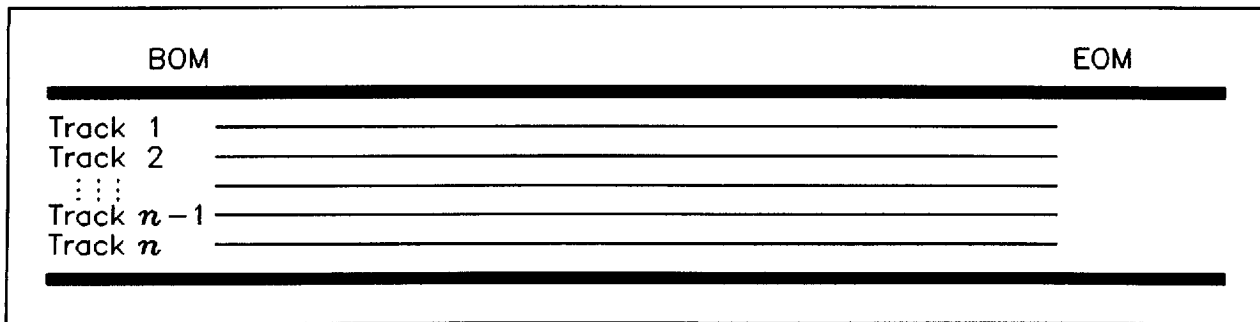 BOM EOM
Track 1
Track 2
⋮ ⋮ ⋮
Track n−1
Track n